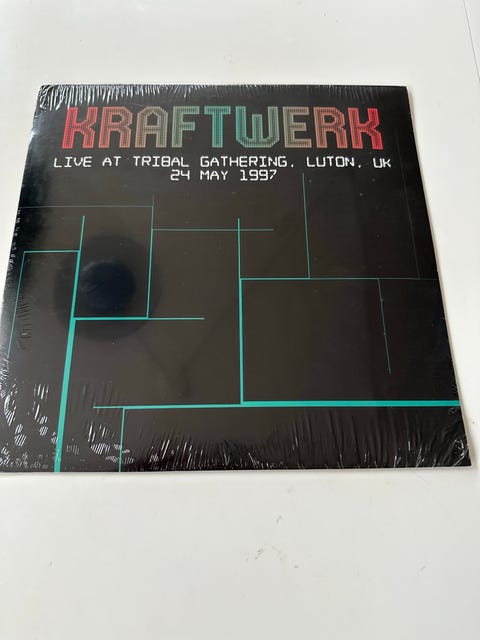 KRAFTWERK
LIVE AT TRIBAL GATHERING, LUTON, UK
24 MAY 1997